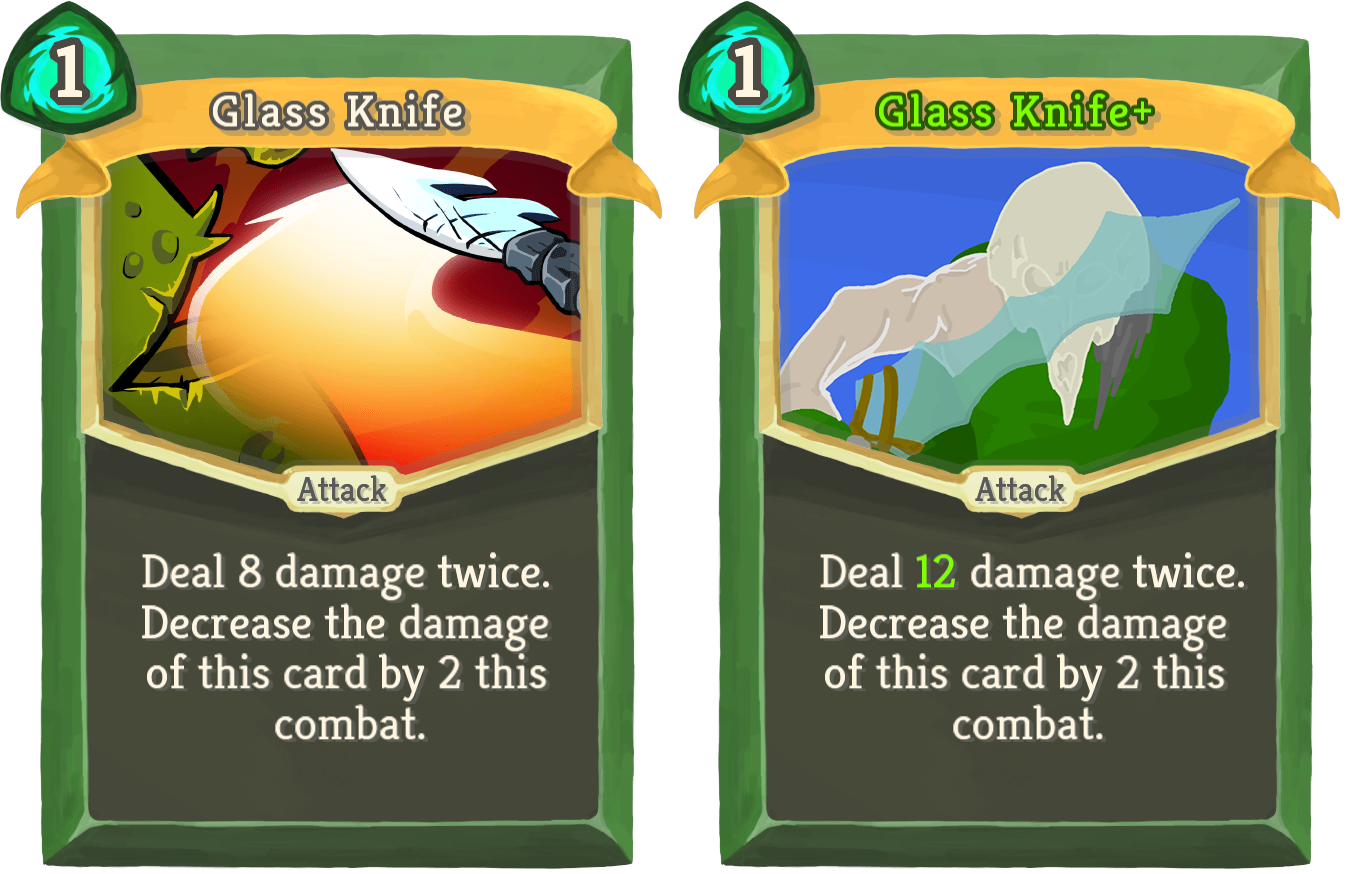 1
Glass Knife
Attack
Deal 8 damage twice.
Decrease the damage
of this card by 2 this
combat.
1
Glass Knife+
Attack
Deal 12 damage twice.
Decrease the damage
of this card by 2 this
combat.